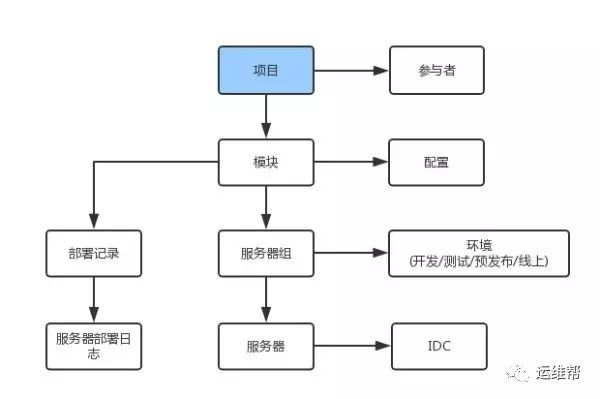 项目
参与者
模块
配置
部署记录
服务器组
环境
(开发/测试/预发布/线上)
服务器部署日
志
服务器
IDC
运维帮